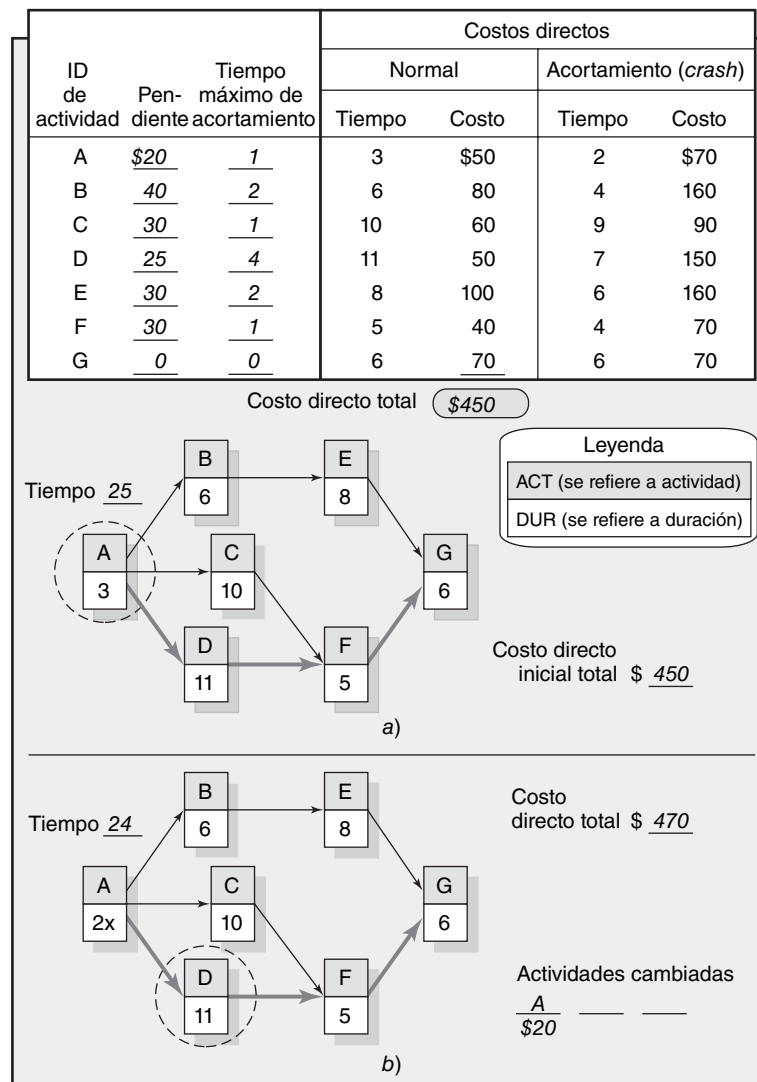 Costos directos
ID de actividad Pen-diente Tiempo máximo de acortamiento Normal Acortamiento (crash)
Tiempo Costo Tiempo Costo
A $20 1 3 $50 2 $70
B 40 2 6 80 4 160
C 30 1 10 60 9 90
D 25 4 11 50 7 150
E 30 2 8 100 6 160
F 30 1 5 40 4 70
G 0 0 6 70 6 70
Costo directo total $450
Leyenda
ACT (se refiere a actividad)
DUR (se refiere a duración)
Tiempo 25
B
6
E
8
A
3
C
10
G
6
D
11
F
5
Costo directo
inicial total $ 450
a)
Tiempo 24
B
6
E
8
Costo
directo total $ 470
A
2x
C
10
G
6
D
11
F
5
Actividades cambiadas
A
$20
b)